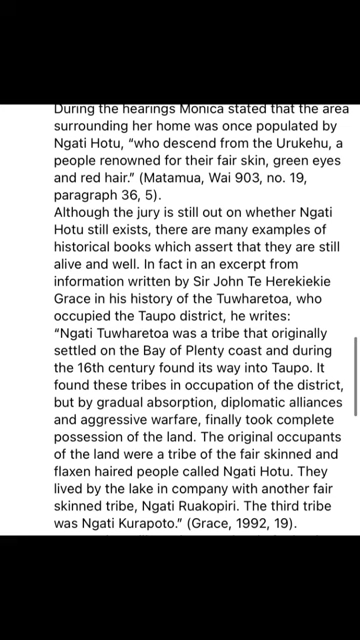 During the hearings Monica stated that the area
surrounding her home was once populated by
Ngati Hotu, “who descend from the Urukehu, a
people renowned for their fair skin, green eyes
and red hair.” (Matamua, Wai 903, no. 19,
paragraph 36, 5).
Although the jury is still out on whether Ngati
Hotu still exists, there are many examples of
historical books which assert that they are still
alive and well. In fact in an excerpt from
information written by Sir John Te Herekiekie
Grace in his history of the Tuwharetoa, who
occupied the Taupo district, he writes:
“Ngati Tuwharetoa was a tribe that originally
settled on the Bay of Plenty coast and during
the 16th century found its way into Taupo. It
found these tribes in occupation of the district,
but by gradual absorption, diplomatic alliances
and aggressive warfare, finally took complete
possession of the land. The original occupants
of the land were a tribe of the fair skinned and
flaxen haired people called Ngati Hotu. They
lived by the lake in company with another fair
skinned tribe, Ngati Ruakopiri. The third tribe
was Ngati Kurapoto.” (Grace, 1992, 19).